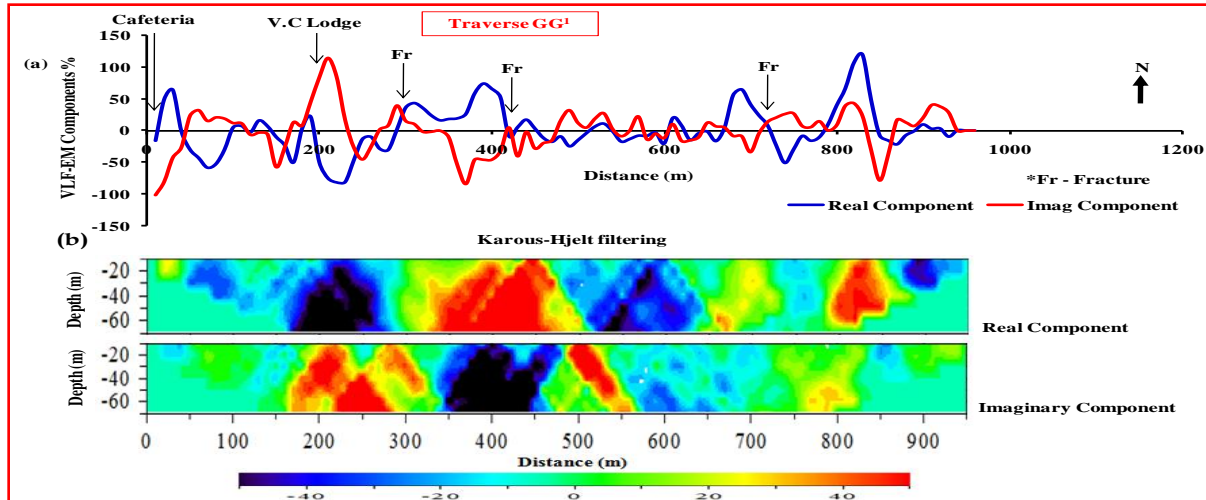 Cafeteria V.C Lodge Traverse GG¹
(a) VLF-EM Components %
150
100
50
0
-50
-100
-150
Fr Fr Fr N
0 200 400 600 800 1000 1200
Distance (m)
*Fr - Fracture
Real Component Imag Component
(b) Karous-Hjelt filtering
Depth (m)
-20
-40
-60
Real Component
Depth (m)
-20
-40
-60
Imaginary Component
0 100 200 300 400 500 600 700 800 900
Distance (m)
-40 -20 0 20 40